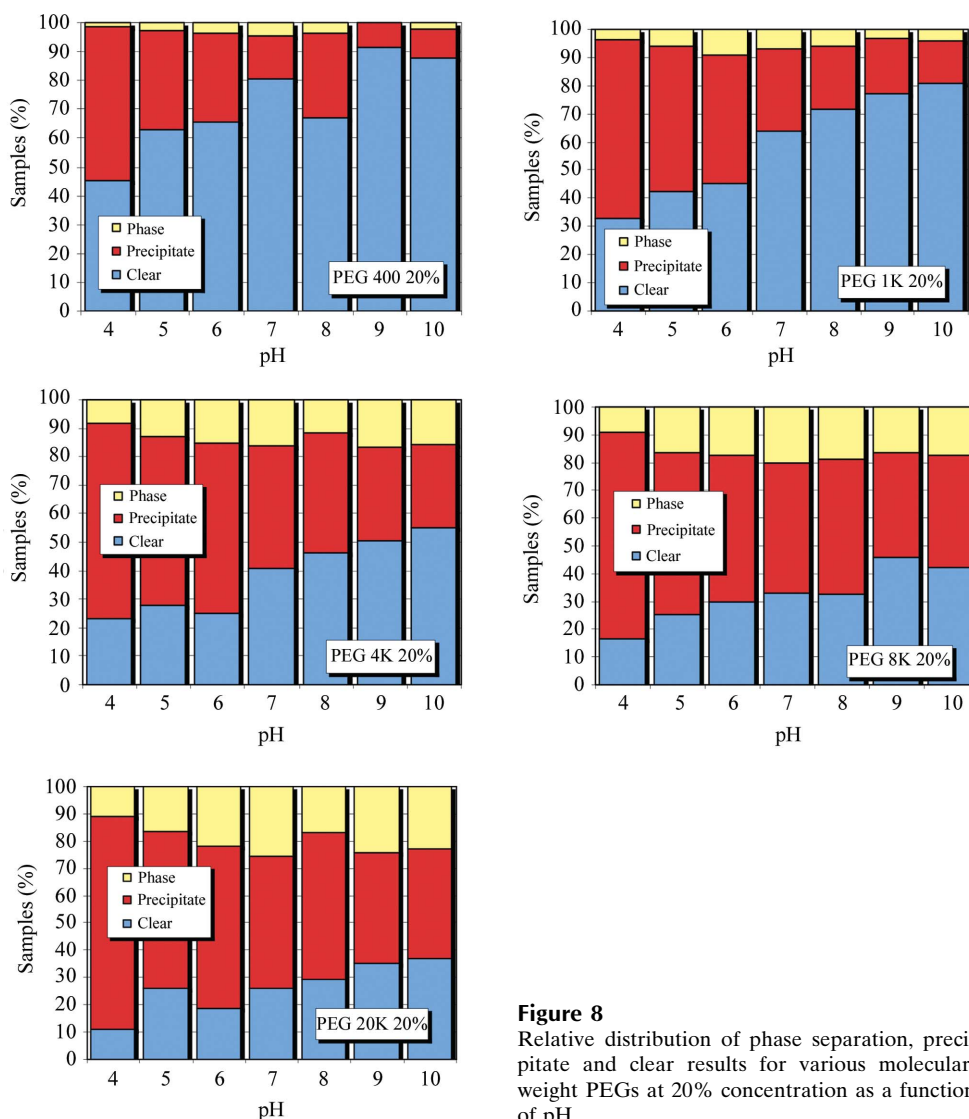 100
90
80
70
60
50
40
30
20
10
0
Samples (%)
Phase
Precipitate
Clear
PEG 400 20%
4 5 6 7 8 9 10
pH
100
90
80
70
60
50
40
30
20
10
0
Samples (%)
Phase
Precipitate
Clear
PEG 1K 20%
4 5 6 7 8 9 10
pH
100
90
80
70
60
50
40
30
20
10
0
Samples (%)
Phase
Precipitate
Clear
PEG 4K 20%
4 5 6 7 8 9 10
pH
100
90
80
70
60
50
40
30
20
10
0
Samples (%)
Phase
Precipitate
Clear
PEG 8K 20%
4 5 6 7 8 9 10
pH
100
90
80
70
60
50
40
30
20
10
0
Samples (%)
Phase
Precipitate
Clear
PEG 20K 20%
4 5 6 7 8 9 10
pH
Figure 8
Relative distribution of phase separation, preci
pitate and clear results for various molecular
weight PEGs at 20% concentration as a function
of pH